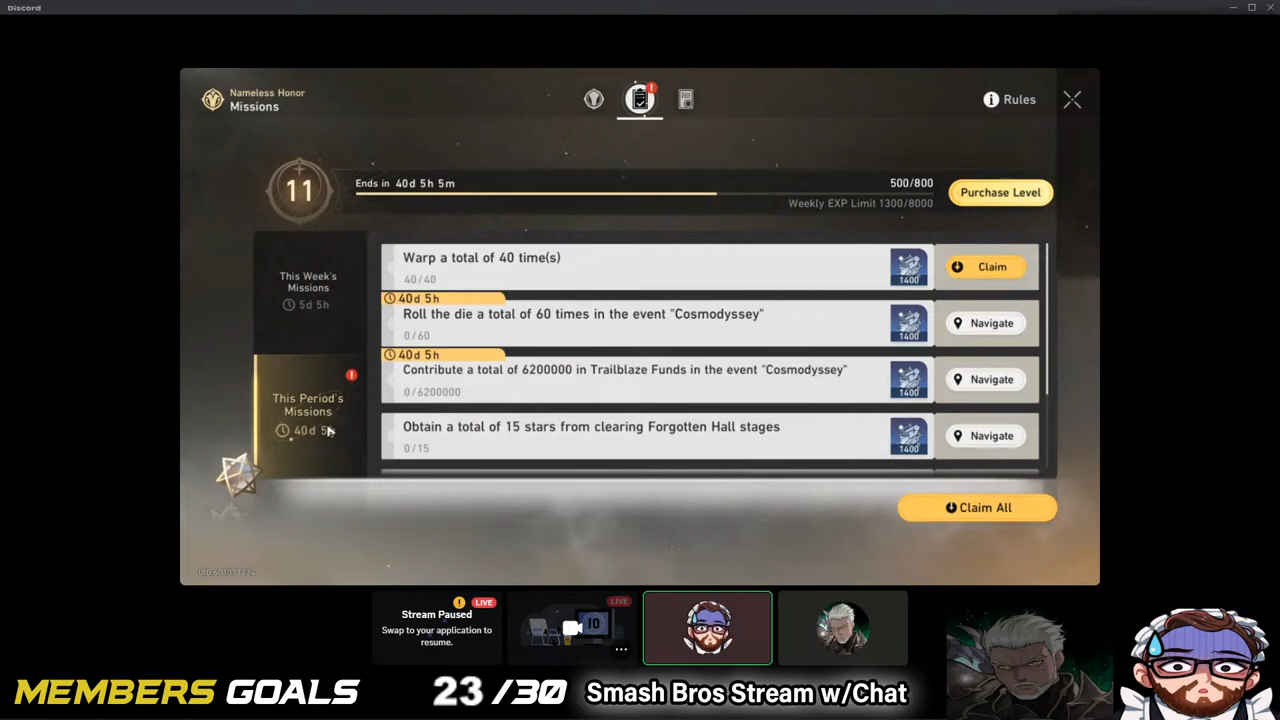 Discord
Nameless Honor
Missions
Rules
11
Ends in 40d 5h 5m
500/800
Weekly EXP Limit 1300/8000
Purchase Level
This Week's
Missions
5d 5h
This Period's
Missions
40d 5
Warp a total of 40 time(s)
40/40
1400
Claim
40d 5h
Roll the die a total of 60 times in the event "Cosmodyssey"
0/60
1400
Navigate
40d 5h
Contribute a total of 6200000 in Trailblaze Funds in the event "Cosmodyssey"
0/6200000
1400
Navigate
Obtain a total of 15 stars from clearing Forgotten Hall stages
0/15
1400
Navigate
Claim All
LIVE
Stream Paused
Swap to your application to
resume.
LIVE
MEMBERS GOALS
23 /30
Smash Bros Stream w/Chat